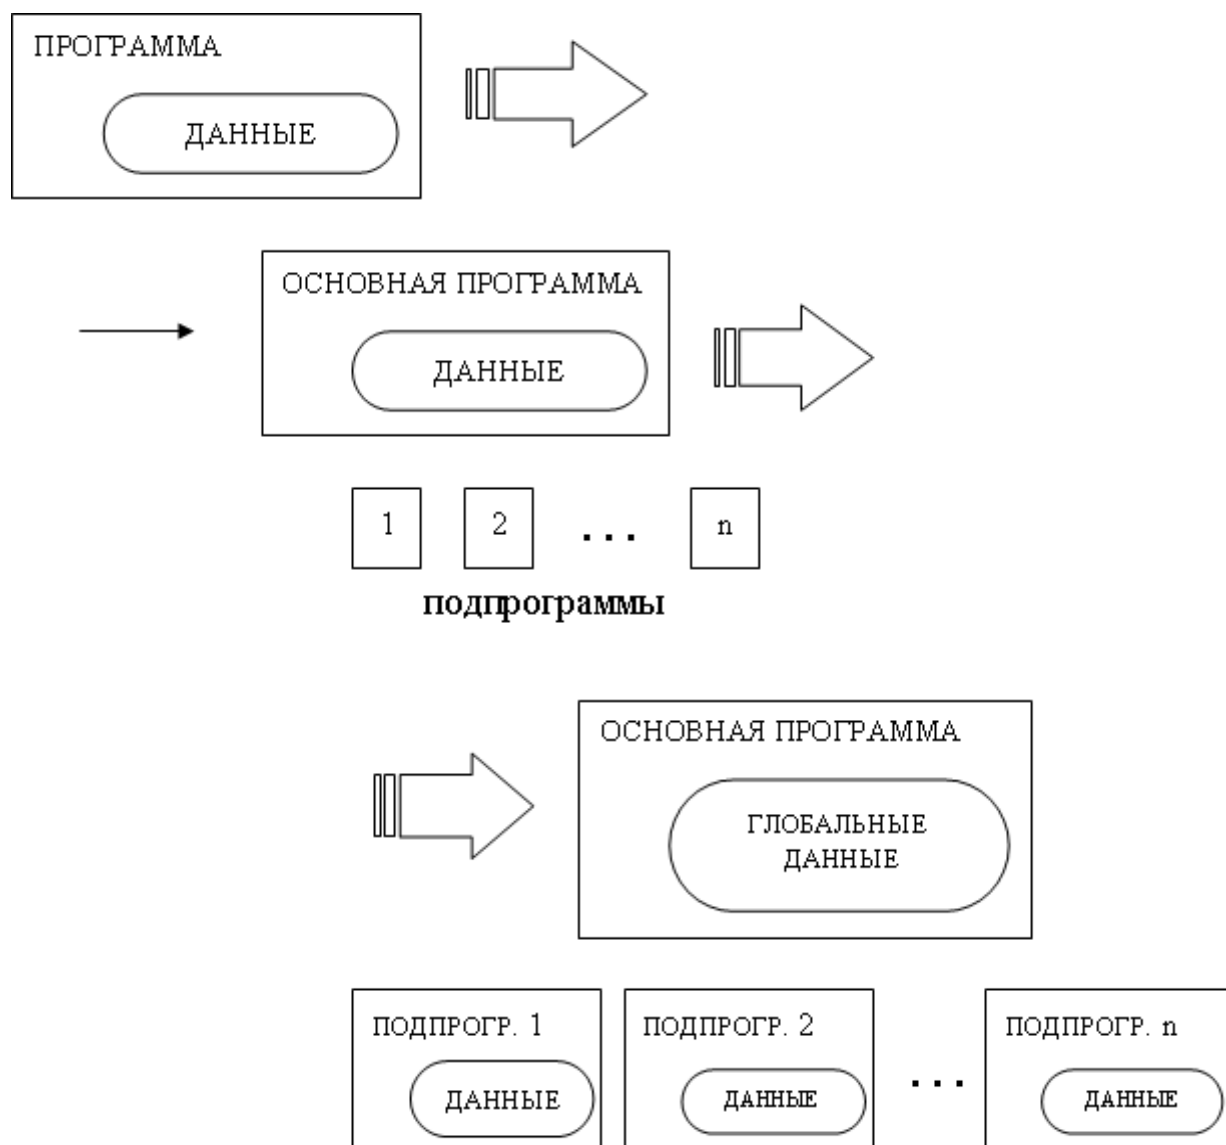 ПРОГРАММА
ДАННЫЕ
ОСНОВНАЯ ПРОГРАММА
ДАННЫЕ
1 2 ... n
подпрограммы
ОСНОВНАЯ ПРОГРАММА
ГЛОБАЛЬНЫЕ
ДАННЫЕ
ПОДПРОГР. 1 ПОДПРОГР. 2 ... ПОДПРОГР. n
ДАННЫЕ ДАННЫЕ ДАННЫЕ